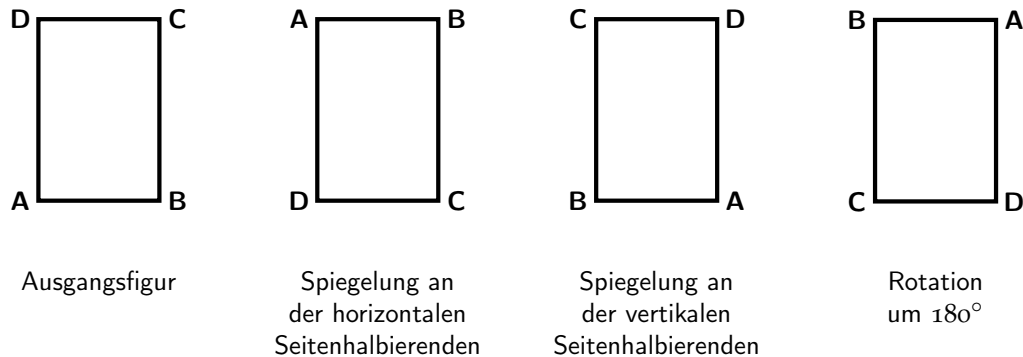 D C A B C D B A
A B D C B A C D
Ausgangsfigur Spiegelung an Spiegelung an Rotation
der horizontalen der vertikalen um 180°
Seitenhalbierenden Seitenhalbierenden